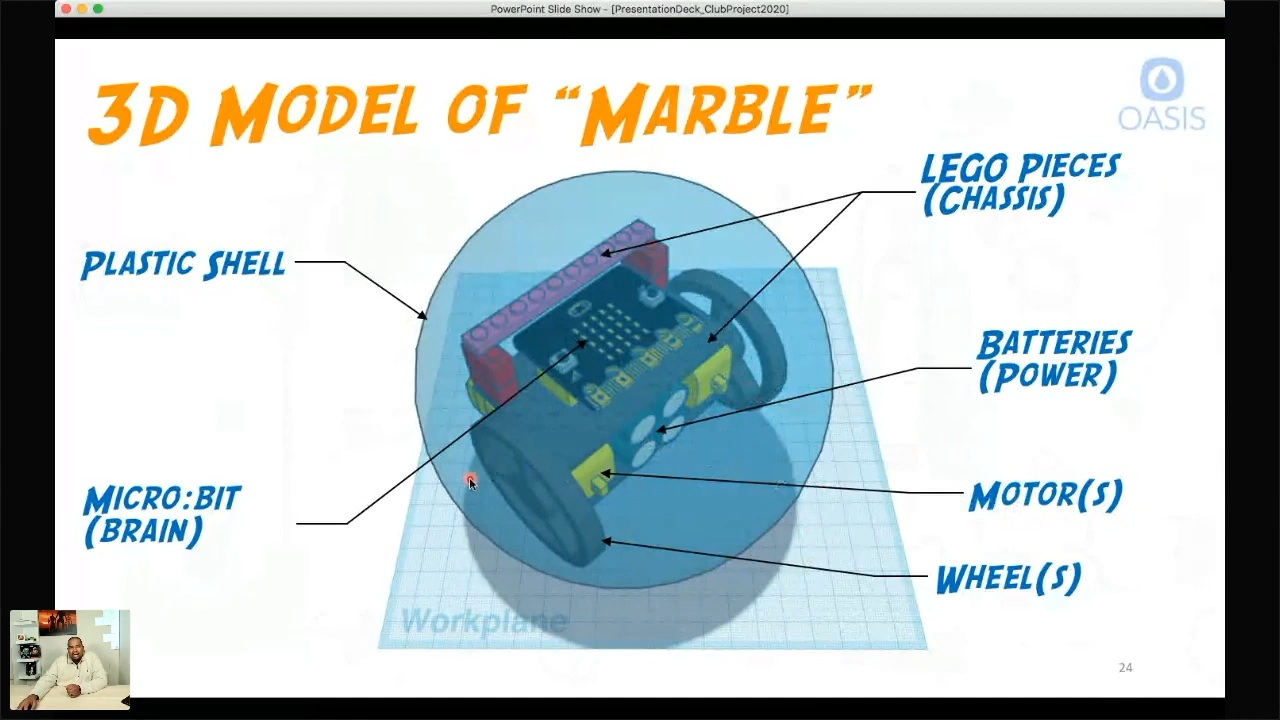 PowerPoint Slide Show - [PresentationDeck_ClubProject2020]
3D Model of “Marble”
OASIS
LEGO Pieces
(Chassis)
Plastic Shell
Batteries
(Power)
Micro:bit
(brain)
Motor(s)
Wheel(s)
Workplane
24